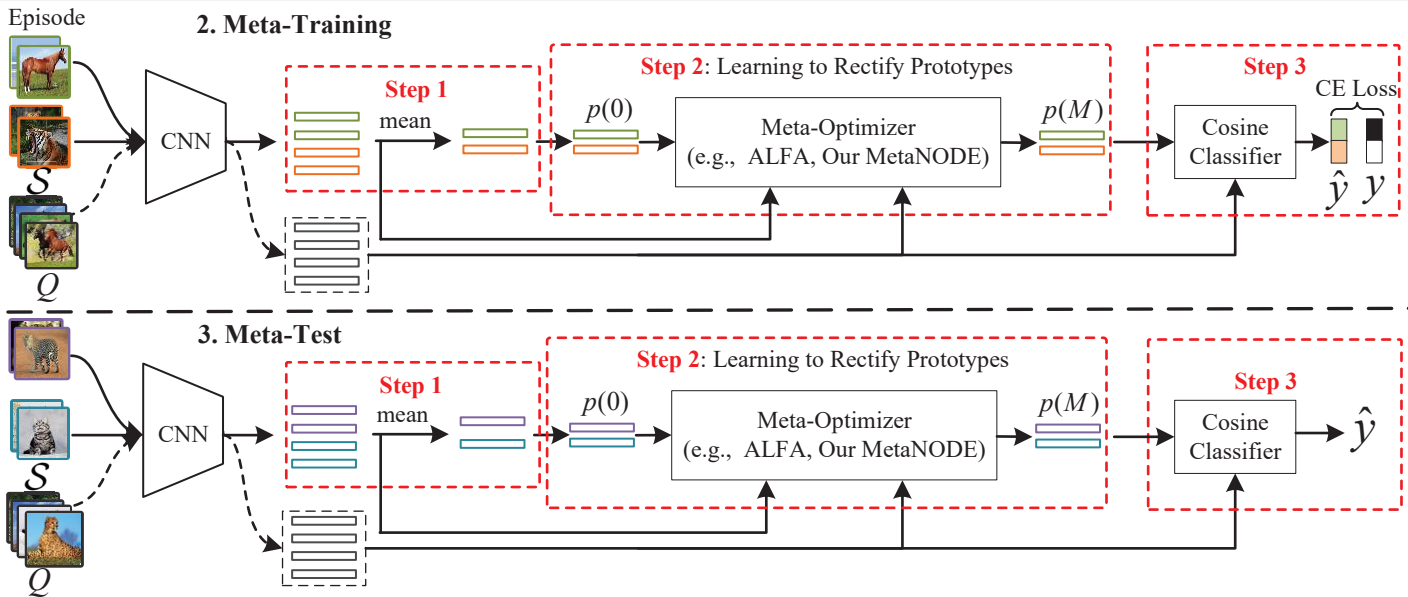 Episode
2. Meta-Training
Step 2: Learning to Rectify Prototypes
Step 3
Step 1
CE Loss
mean
p(0)
p(M)
CNN
Meta-Optimizer
(e.g., ALFA, Our MetaNODE)
Cosine
Classifier
S
ŷ
y
Q
3. Meta-Test
Step 2: Learning to Rectify Prototypes
Step 1
Step 3
mean
p(0)
p(M)
CNN
Meta-Optimizer
(e.g., ALFA, Our MetaNODE)
Cosine
Classifier
ŷ
S
Q